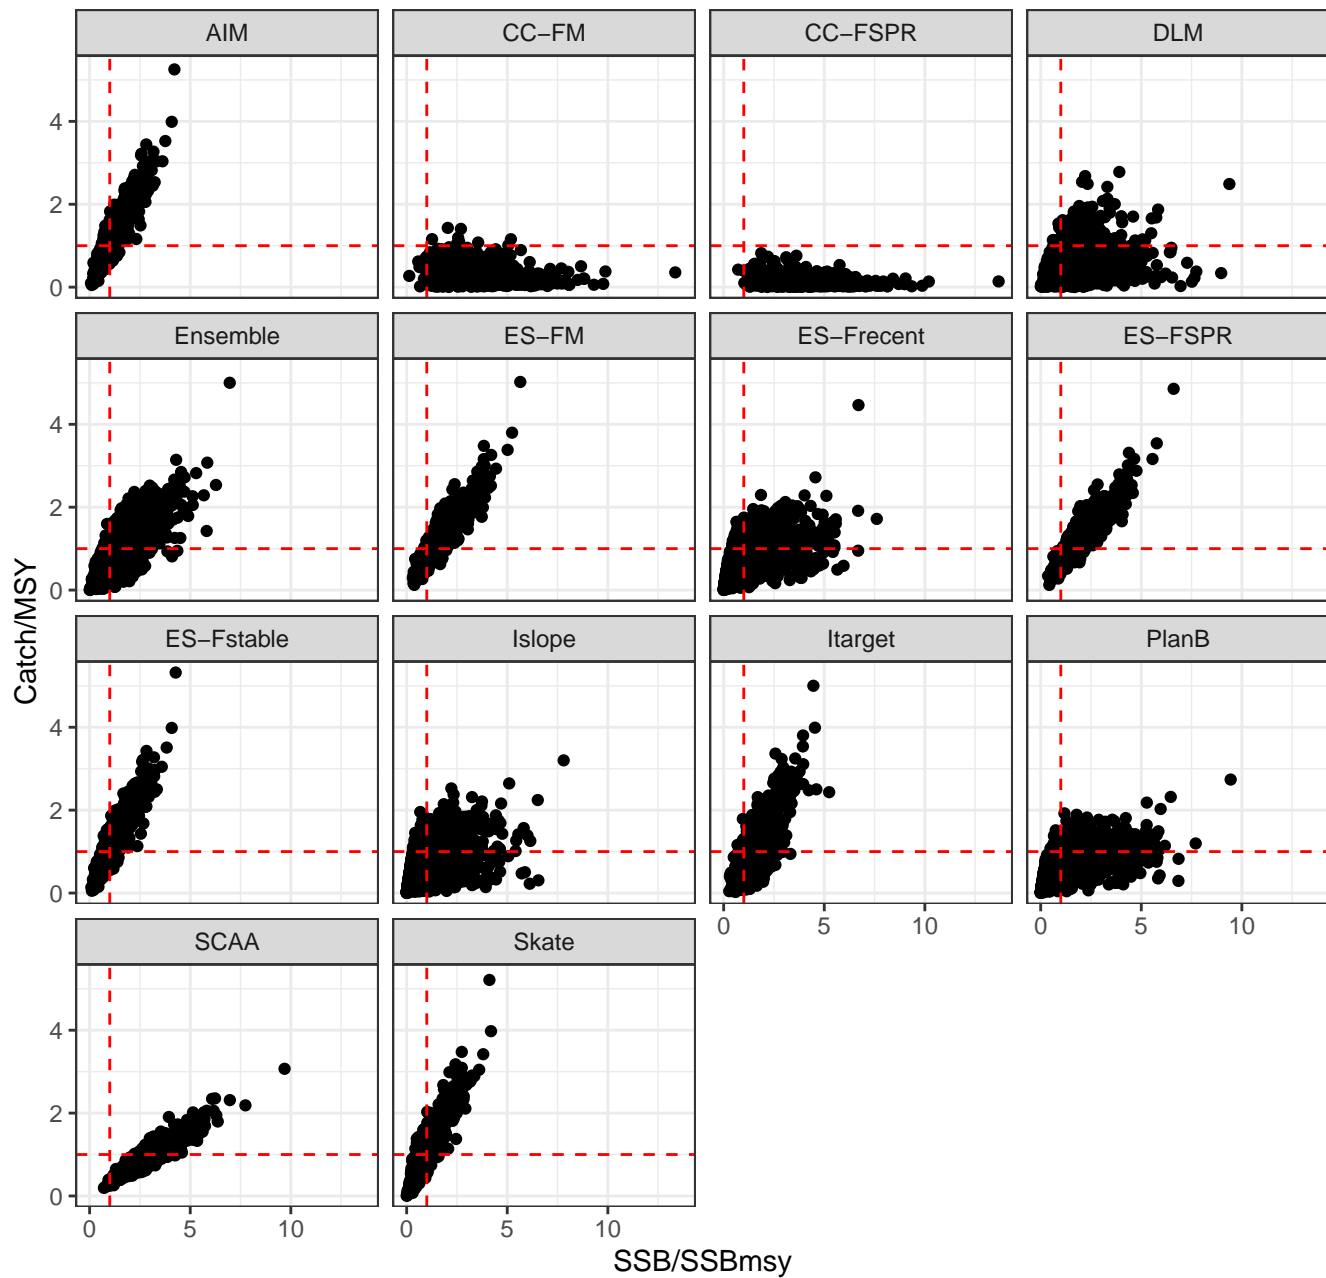 AIM
CC−FM
CC−FSPR
DLM
4
2
0
Ensemble
ES−FM
ES−Frecent
ES−FSPR
4
2
0
ES−Fstable
Islope
Itarget
PlanB
4
2
0
0 5 10
0 5 10
SCAA
Skate
4
2
0
0 5 10
0 5 10
Catch/MSY
SSB/SSBmsy